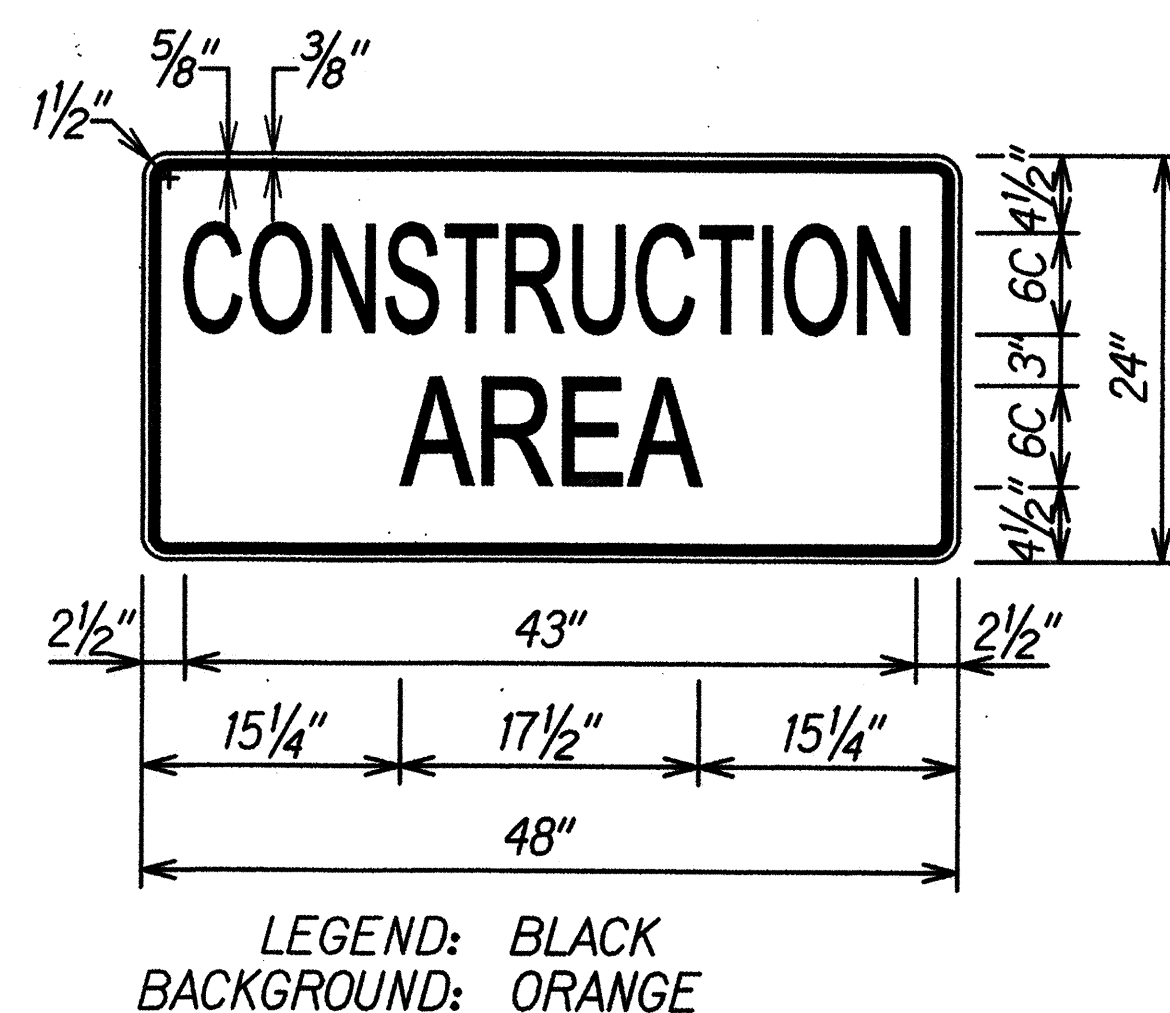 5/8" 3/8"
1 1/2"
CONSTRUCTION
AREA
4 1/2"
6C
3"
6C
4 1/2"
24"
2 1/2" 43" 2 1/2"
15 1/4" 17 1/2" 15 1/4"
48"
LEGEND: BLACK
BACKGROUND: ORANGE